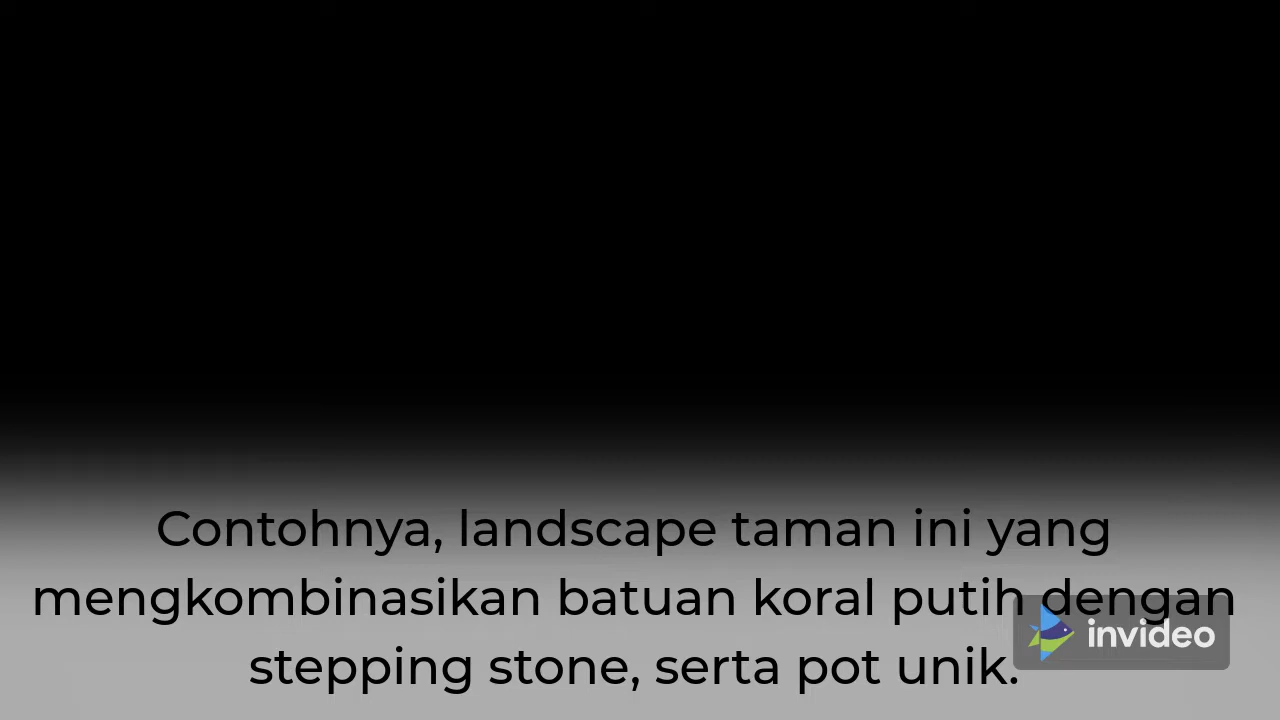 Contohnya, landscape taman ini yang
mengkombinasikan batuan koral putih dengan
stepping stone, serta pot unik.
invideo